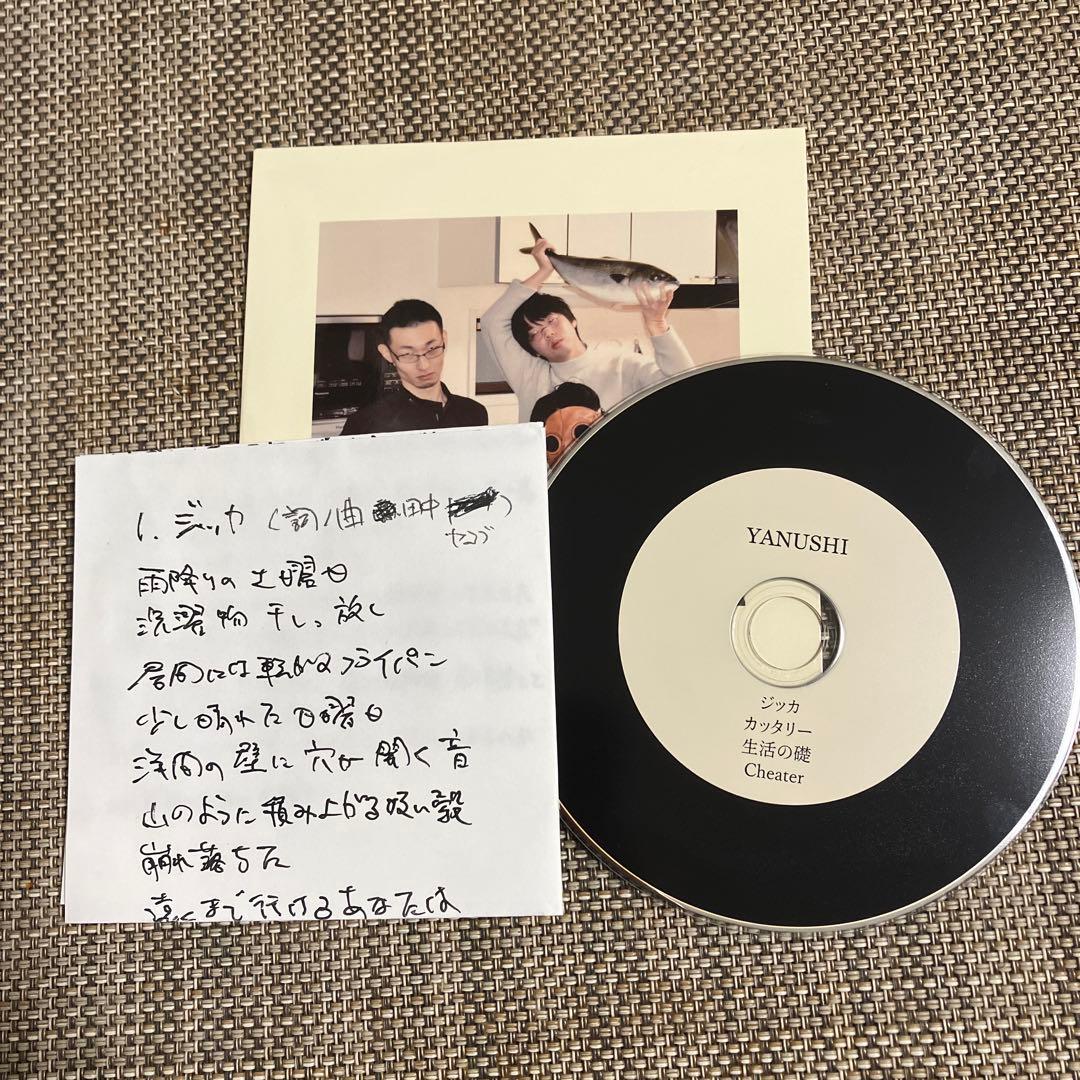 1. ジッカ (詞/曲 田中
ヤコブ
雨降りの土曜日
洗濯物 干しっ放し
居間には転がるフライパン
少し晴れた日曜日
洋間の壁に穴が開く音
山のように積み上がる吸い殻
崩れ落ちた
遠くまで行けるあなたは
YANUSHI
ジッカ
カッタリー
生活の礎
Cheater